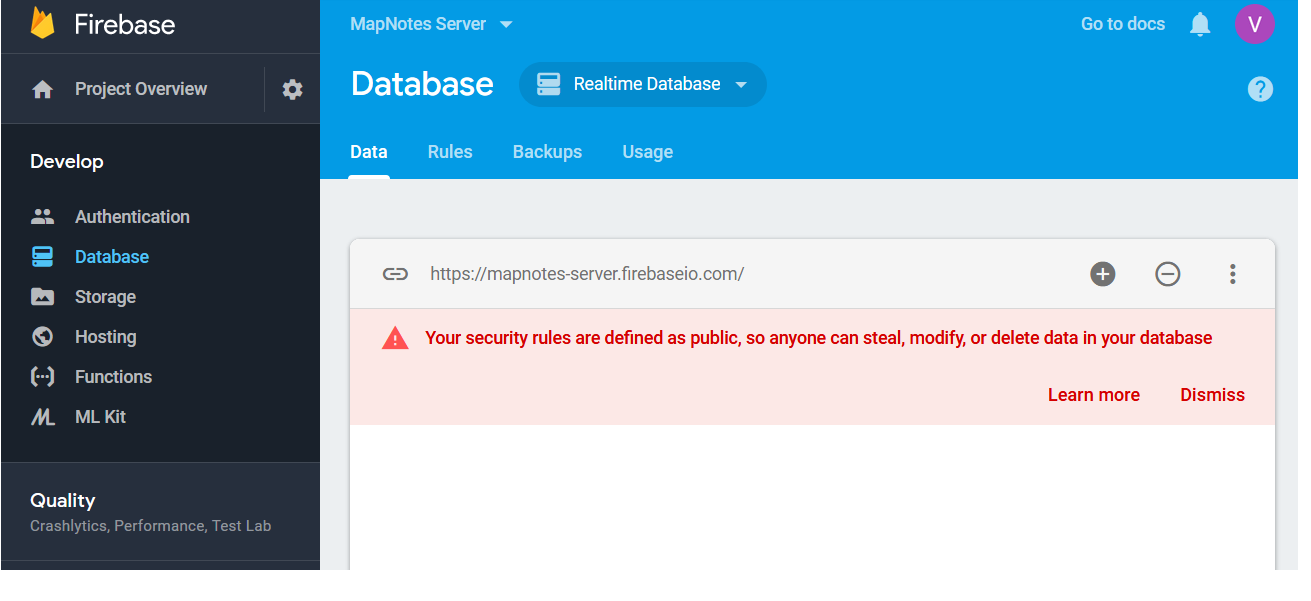 Firebase
Project Overview
Develop
Authentication
Database
Storage
Hosting
Functions
ML Kit
Quality
Crashlytics, Performance, Test Lab
MapNotes Server
Go to docs
V
Database
Realtime Database
?
Data
Rules
Backups
Usage
https://mapnotes-server.firebaseio.com/
Your security rules are defined as public, so anyone can steal, modify, or delete data in your database
Learn more
Dismiss